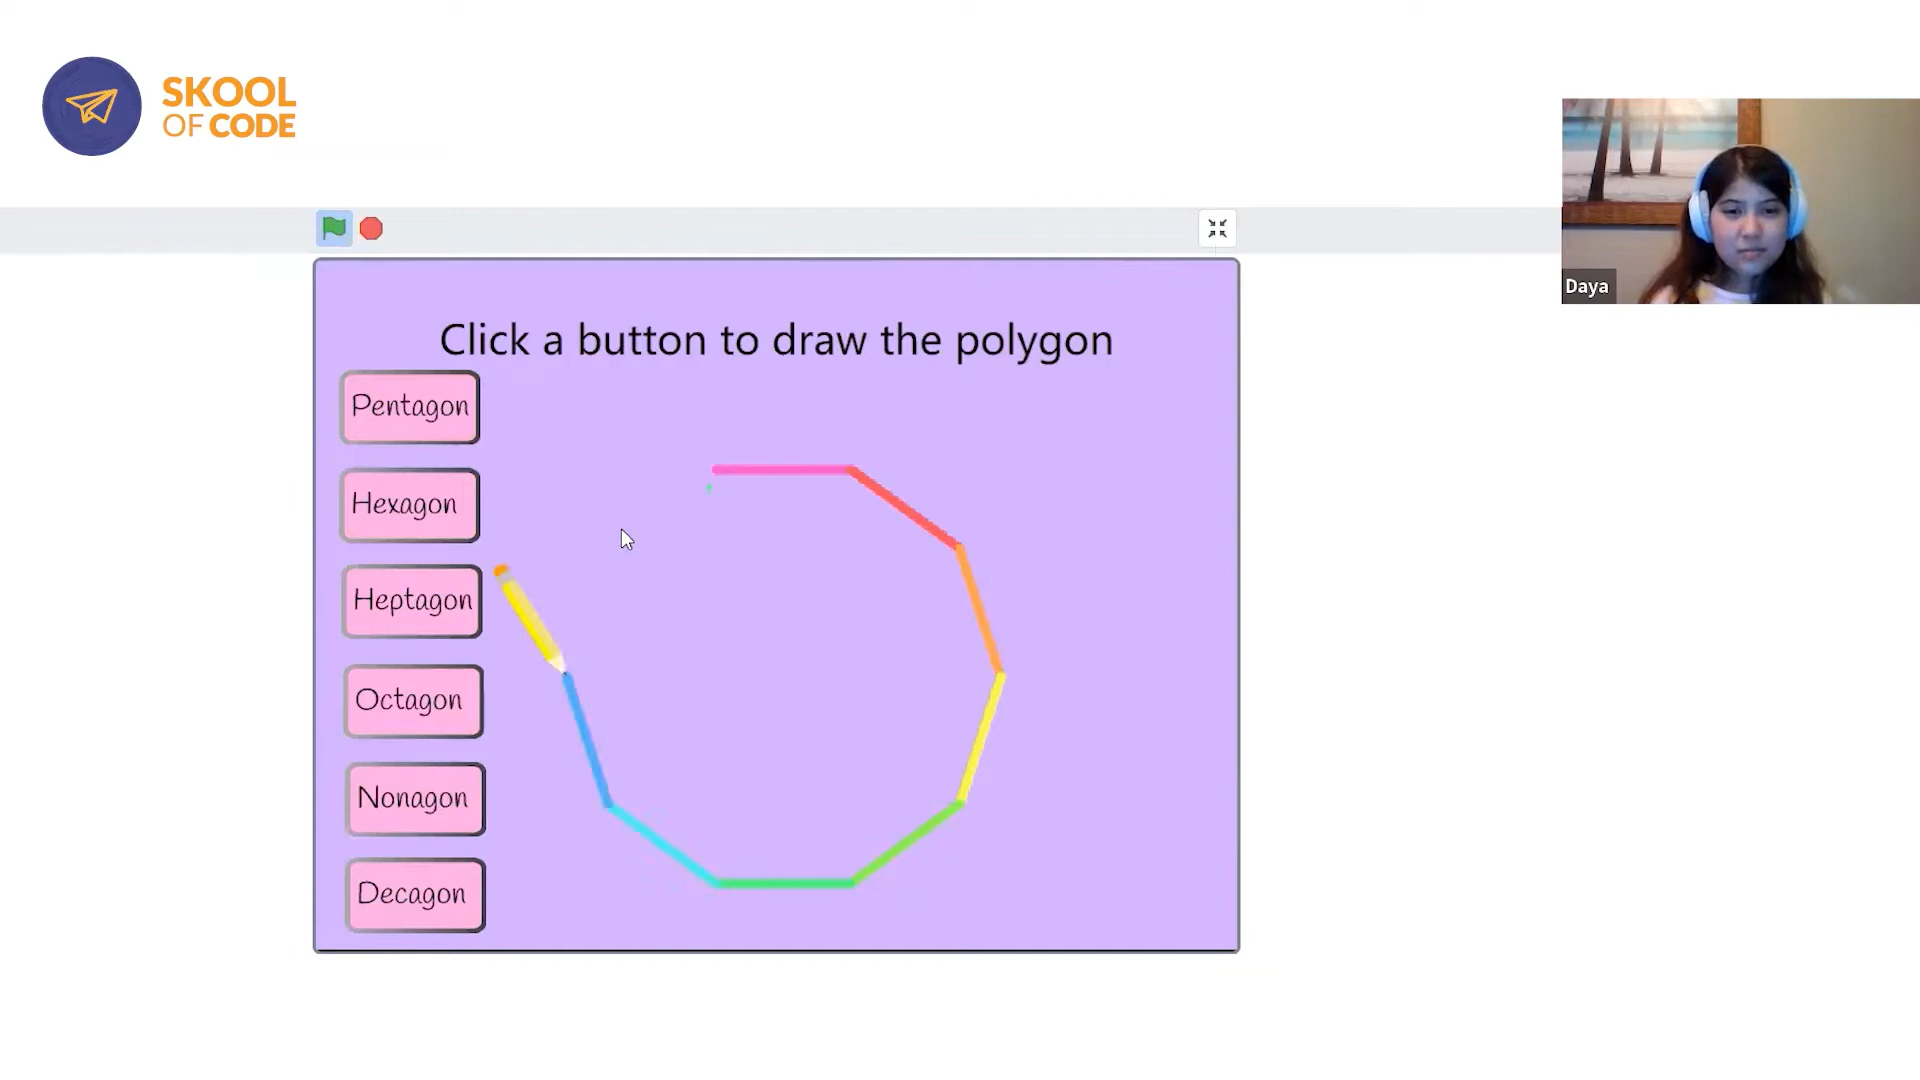 SKOOL
OF CODE
Daya
Click a button to draw the polygon
Pentagon
Hexagon
Heptagon
Octagon
Nonagon
Decagon